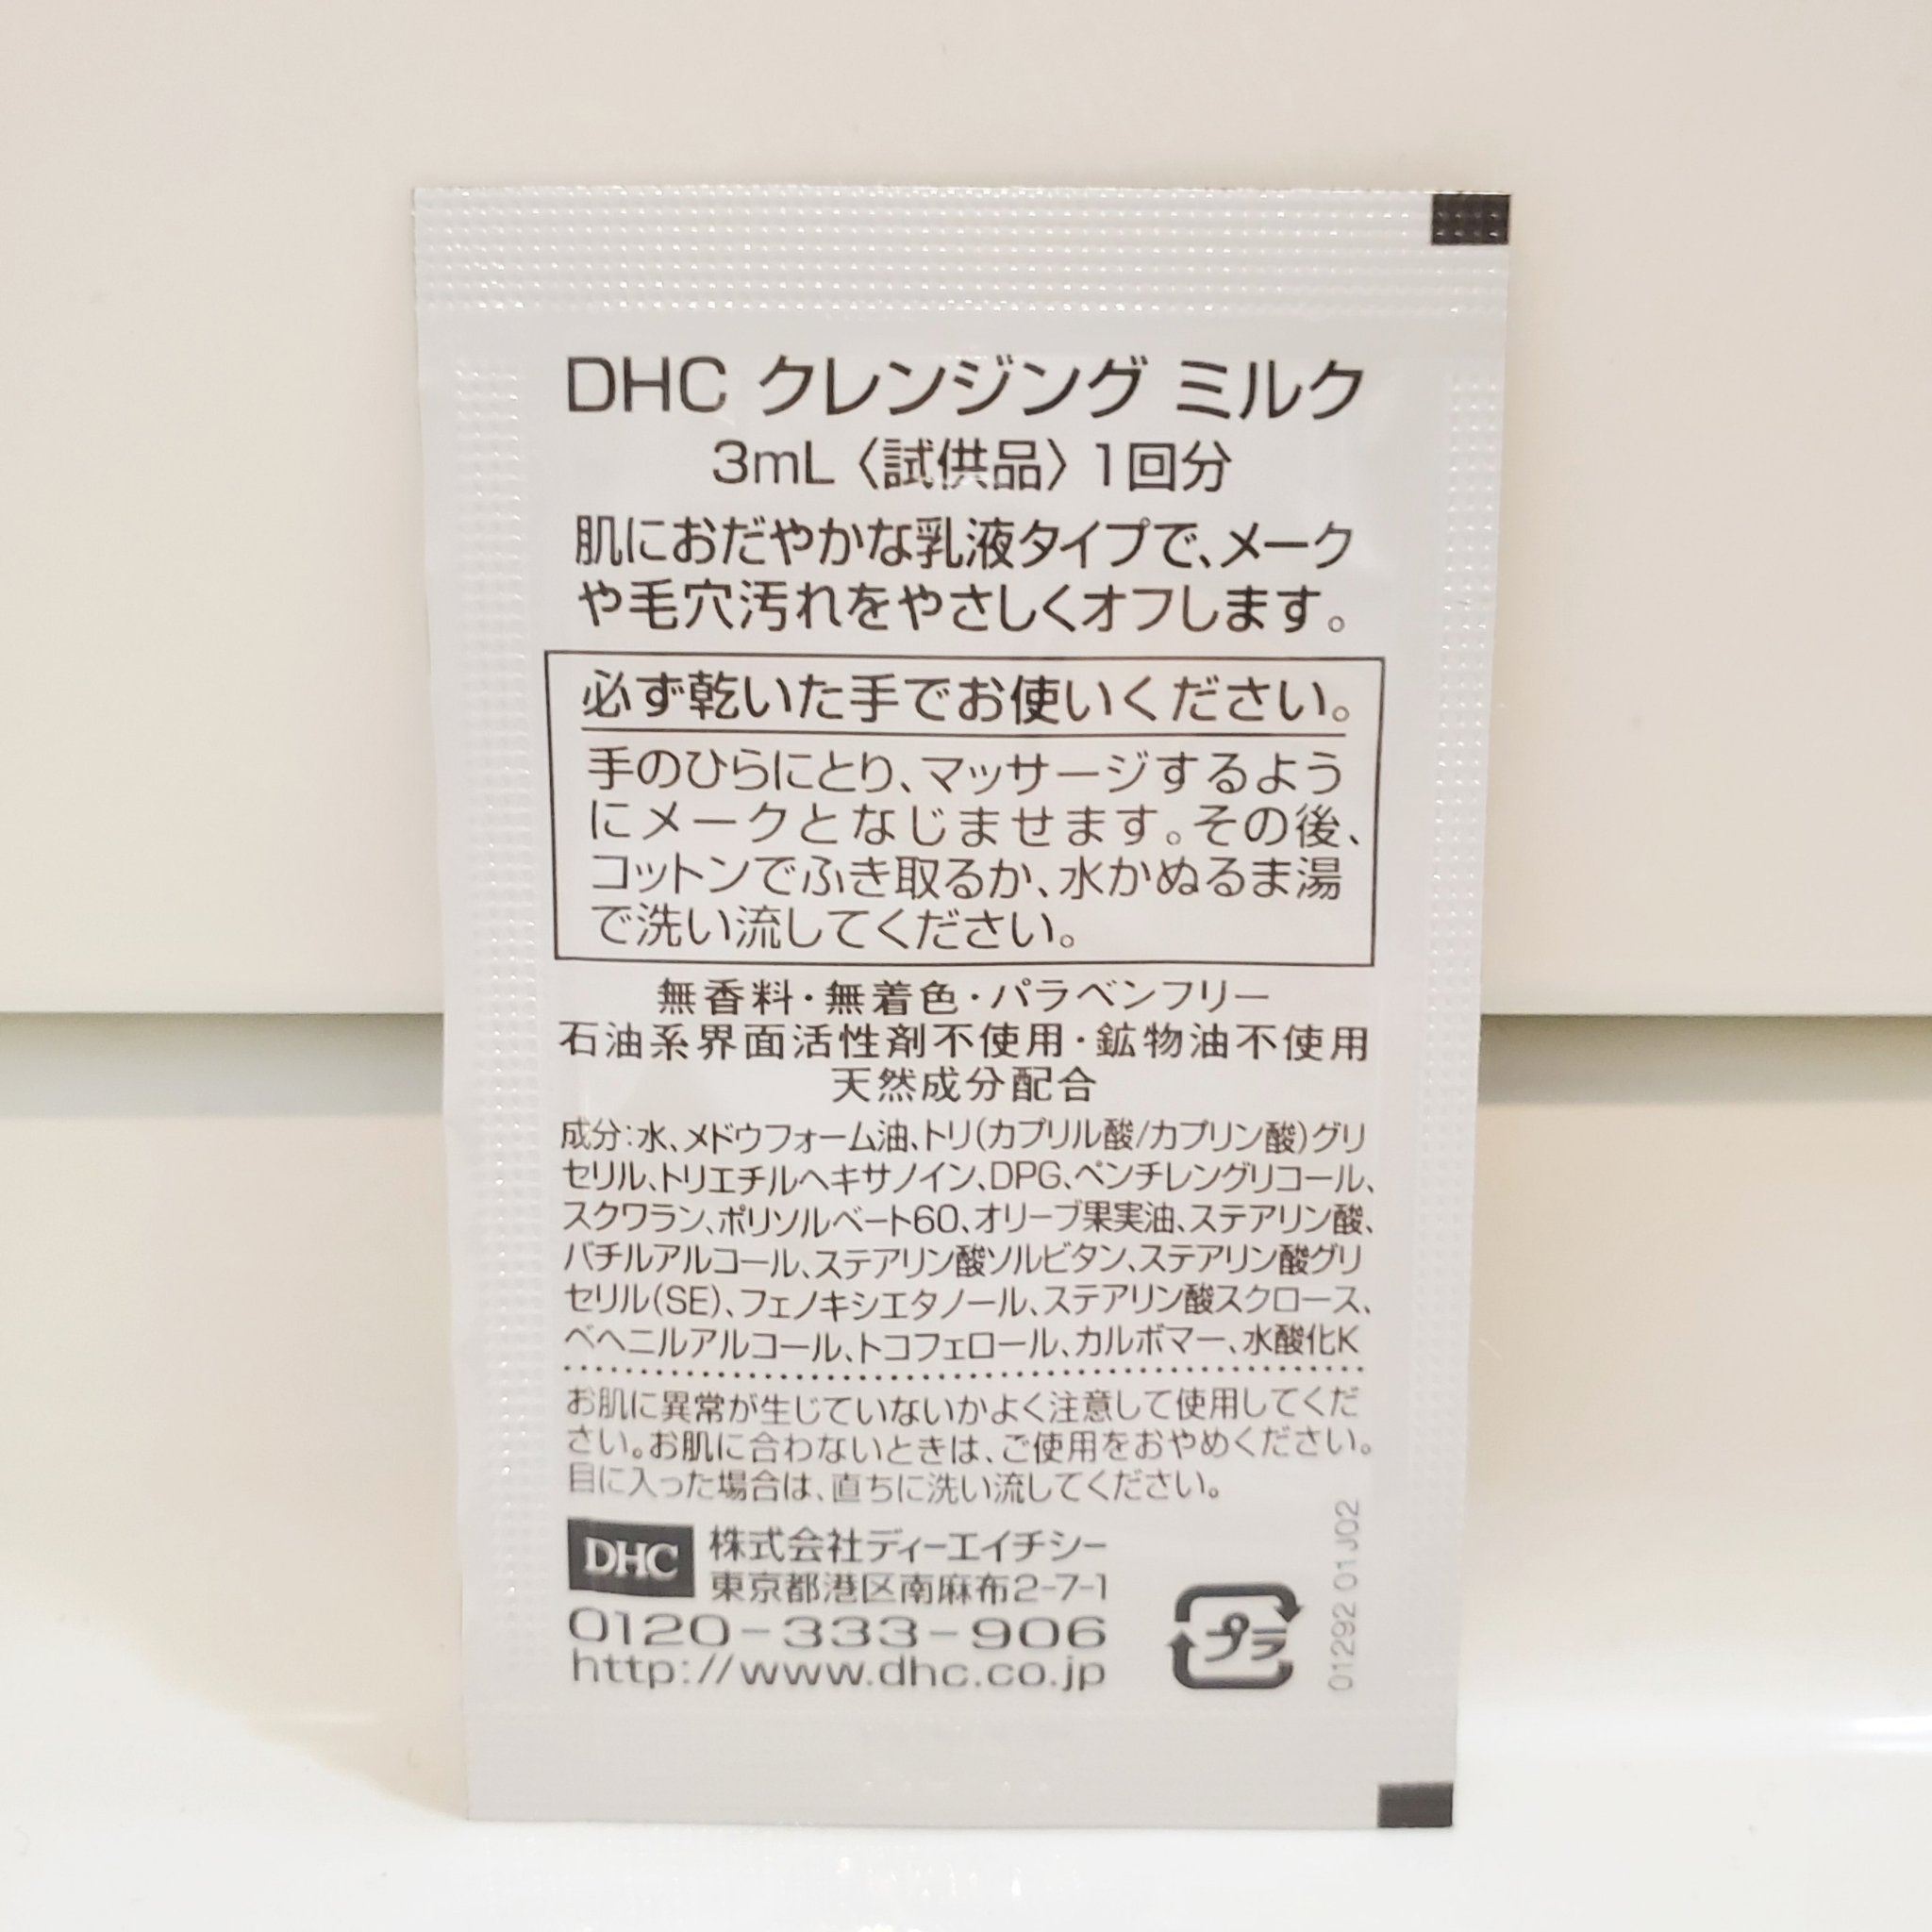 DHC クレンジング ミルク
3mL〈試供品〉1回分
肌におだやかな乳液タイプで、メーク
や毛穴汚れをやさしくオフします。
必ず乾いた手でお使いください。
手のひらにとり、マッサージするよう
にメークとなじませます。その後、
コットンでふき取るか、水かぬるま湯
で洗い流してください。
無香料・無着色・パラベンフリー
石油系界面活性剤不使用・鉱物油不使用
天然成分配合
成分：水、メドウフォーム油、トリ(カプリル酸/カプリン酸)グリ
セリル、トリエチルヘキサノイン、DPG、ペンチレングリコール、
スクワラン、ポリソルベート60、オリーブ果実油、ステアリン酸、
バチルアルコール、ステアリン酸ソルビタン、ステアリン酸グリ
セリル(SE)、フェノキシエタノール、ステアリン酸スクロース、
ベヘニルアルコール、トコフェロール、カルボマー、水酸化K
お肌に異常が生じていないかよく注意して使用してくだ
さい。お肌に合わないときは、ご使用をおやめください。
目に入った場合は、直ちに洗い流してください。
DHC 株式会社ディーエイチシー
東京都港区南麻布2-7-1
0120-333-906
http://www.dhc.co.jp
プラ
01292 01J02